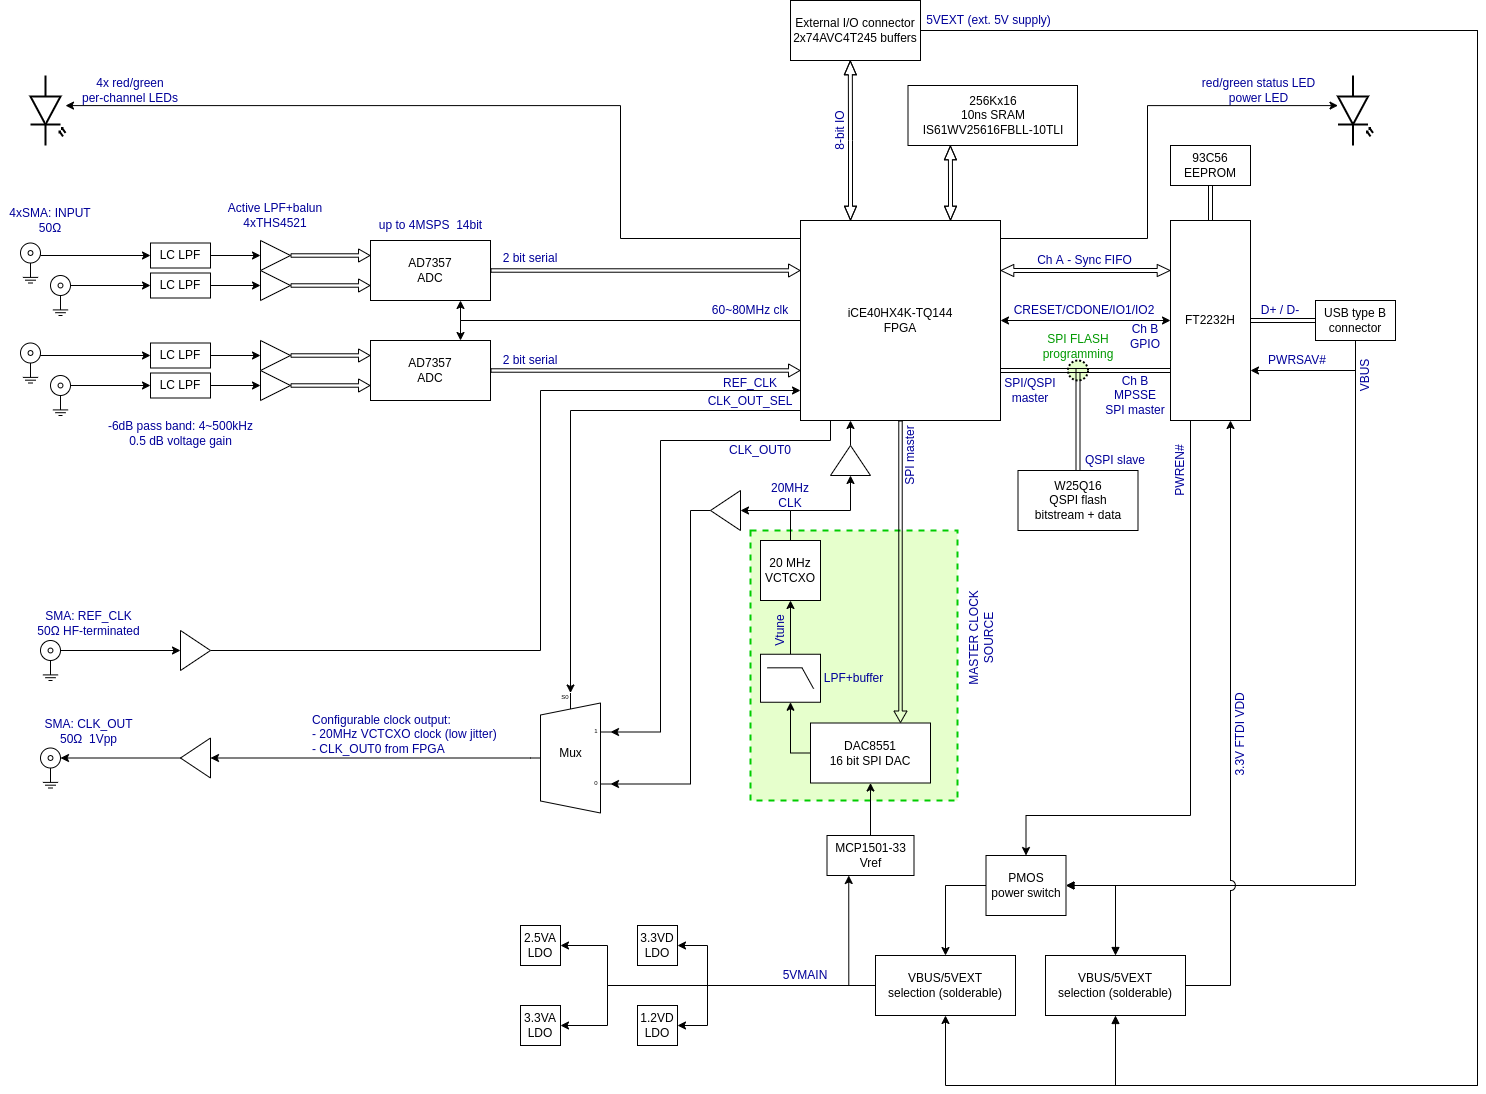 External I/O connector
2x74AVC4T245 buffers
5VEXT (ext. 5V supply)
4x red/green
per-channel LEDs
8-bit IO
256Kx16
10ns SRAM
IS61WV25616FBLL-10TLI
red/green status LED
power LED
93C56
EEPROM
4xSMA: INPUT
50Ω
Active LPF+balun
4xTHS4521
up to 4MSPS 14bit
LC LPF
LC LPF
AD7357
ADC
2 bit serial
60~80MHz clk
LC LPF
LC LPF
AD7357
ADC
2 bit serial
REF_CLK
CLK_OUT_SEL
-6dB pass band: 4~500kHz
0.5 dB voltage gain
iCE40HX4K-TQ144
FPGA
Ch A - Sync FIFO
CRESET/CDONE/IO1/IO2
Ch B
GPIO
SPI FLASH
programming
SPI/QSPI
master
Ch B
MPSSE
SPI master
FT2232H
D+ / D-
USB type B
connector
PWRSAV#
VBUS
CLK_OUT0
SPI master
QSPI slave
W25Q16
QSPI flash
bitstream + data
PWREN#
20MHz
CLK
20 MHz
VCTCXO
Vtune
LPF+buffer
MASTER CLOCK
SOURCE
DAC8551
16 bit SPI DAC
SMA: REF_CLK
50Ω HF-terminated
SMA: CLK_OUT
50Ω 1Vpp
Configurable clock output:
- 20MHz VCTCXO clock (low jitter)
- CLK_OUT0 from FPGA
S0
1
Mux
0
3.3V FTDI VDD
MCP1501-33
Vref
PMOS
power switch
2.5VA
LDO
3.3VD
LDO
5VMAIN
VBUS/5VEXT
selection (solderable)
VBUS/5VEXT
selection (solderable)
3.3VA
LDO
1.2VD
LDO